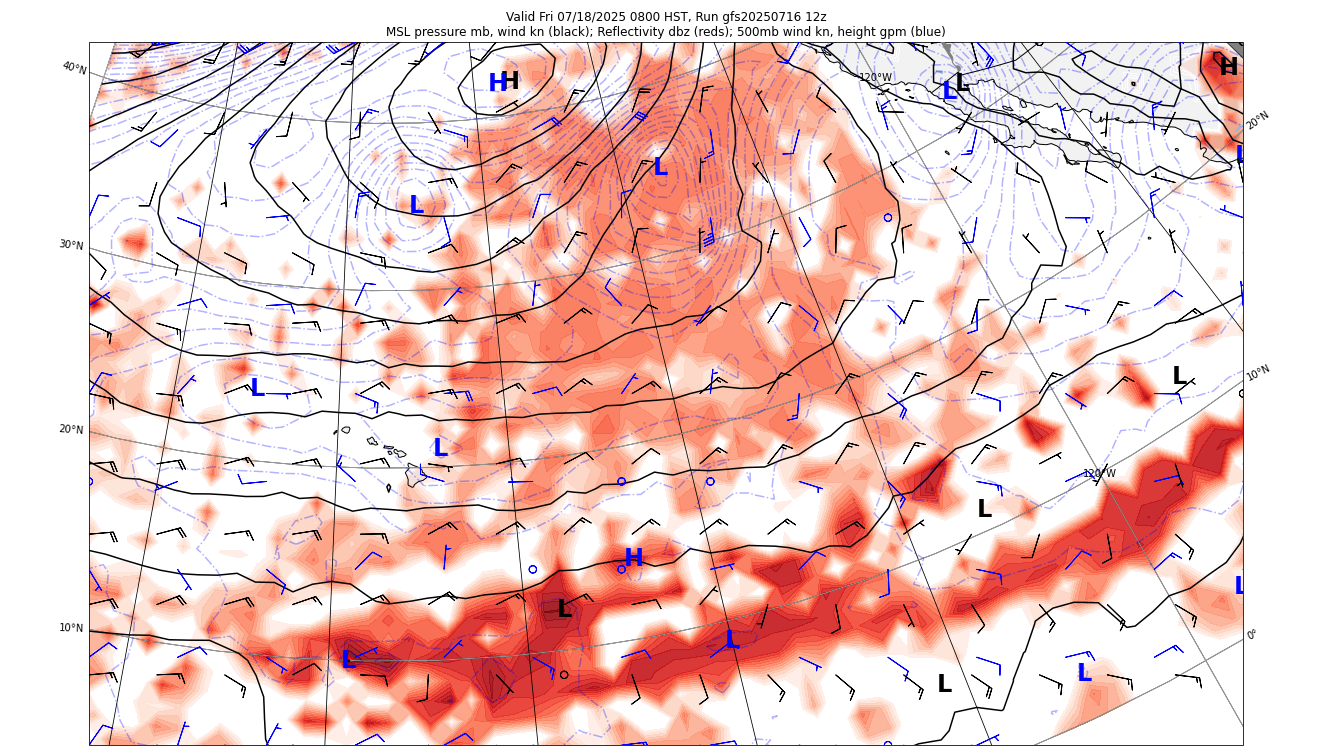 Valid Fri 07/18/2025 0800 HST, Run gfs20250716 12z
MSL pressure mb, wind kn (black); Reflectivity dbz (reds); 500mb wind kn, height gpm (blue)
40°N
120°W
H
H
L
L
H
20°N
L
L
L
30°N
L
L
10°N
L
20°N
120°W
L
H
L
L
10°N
L
0°
L
L
L